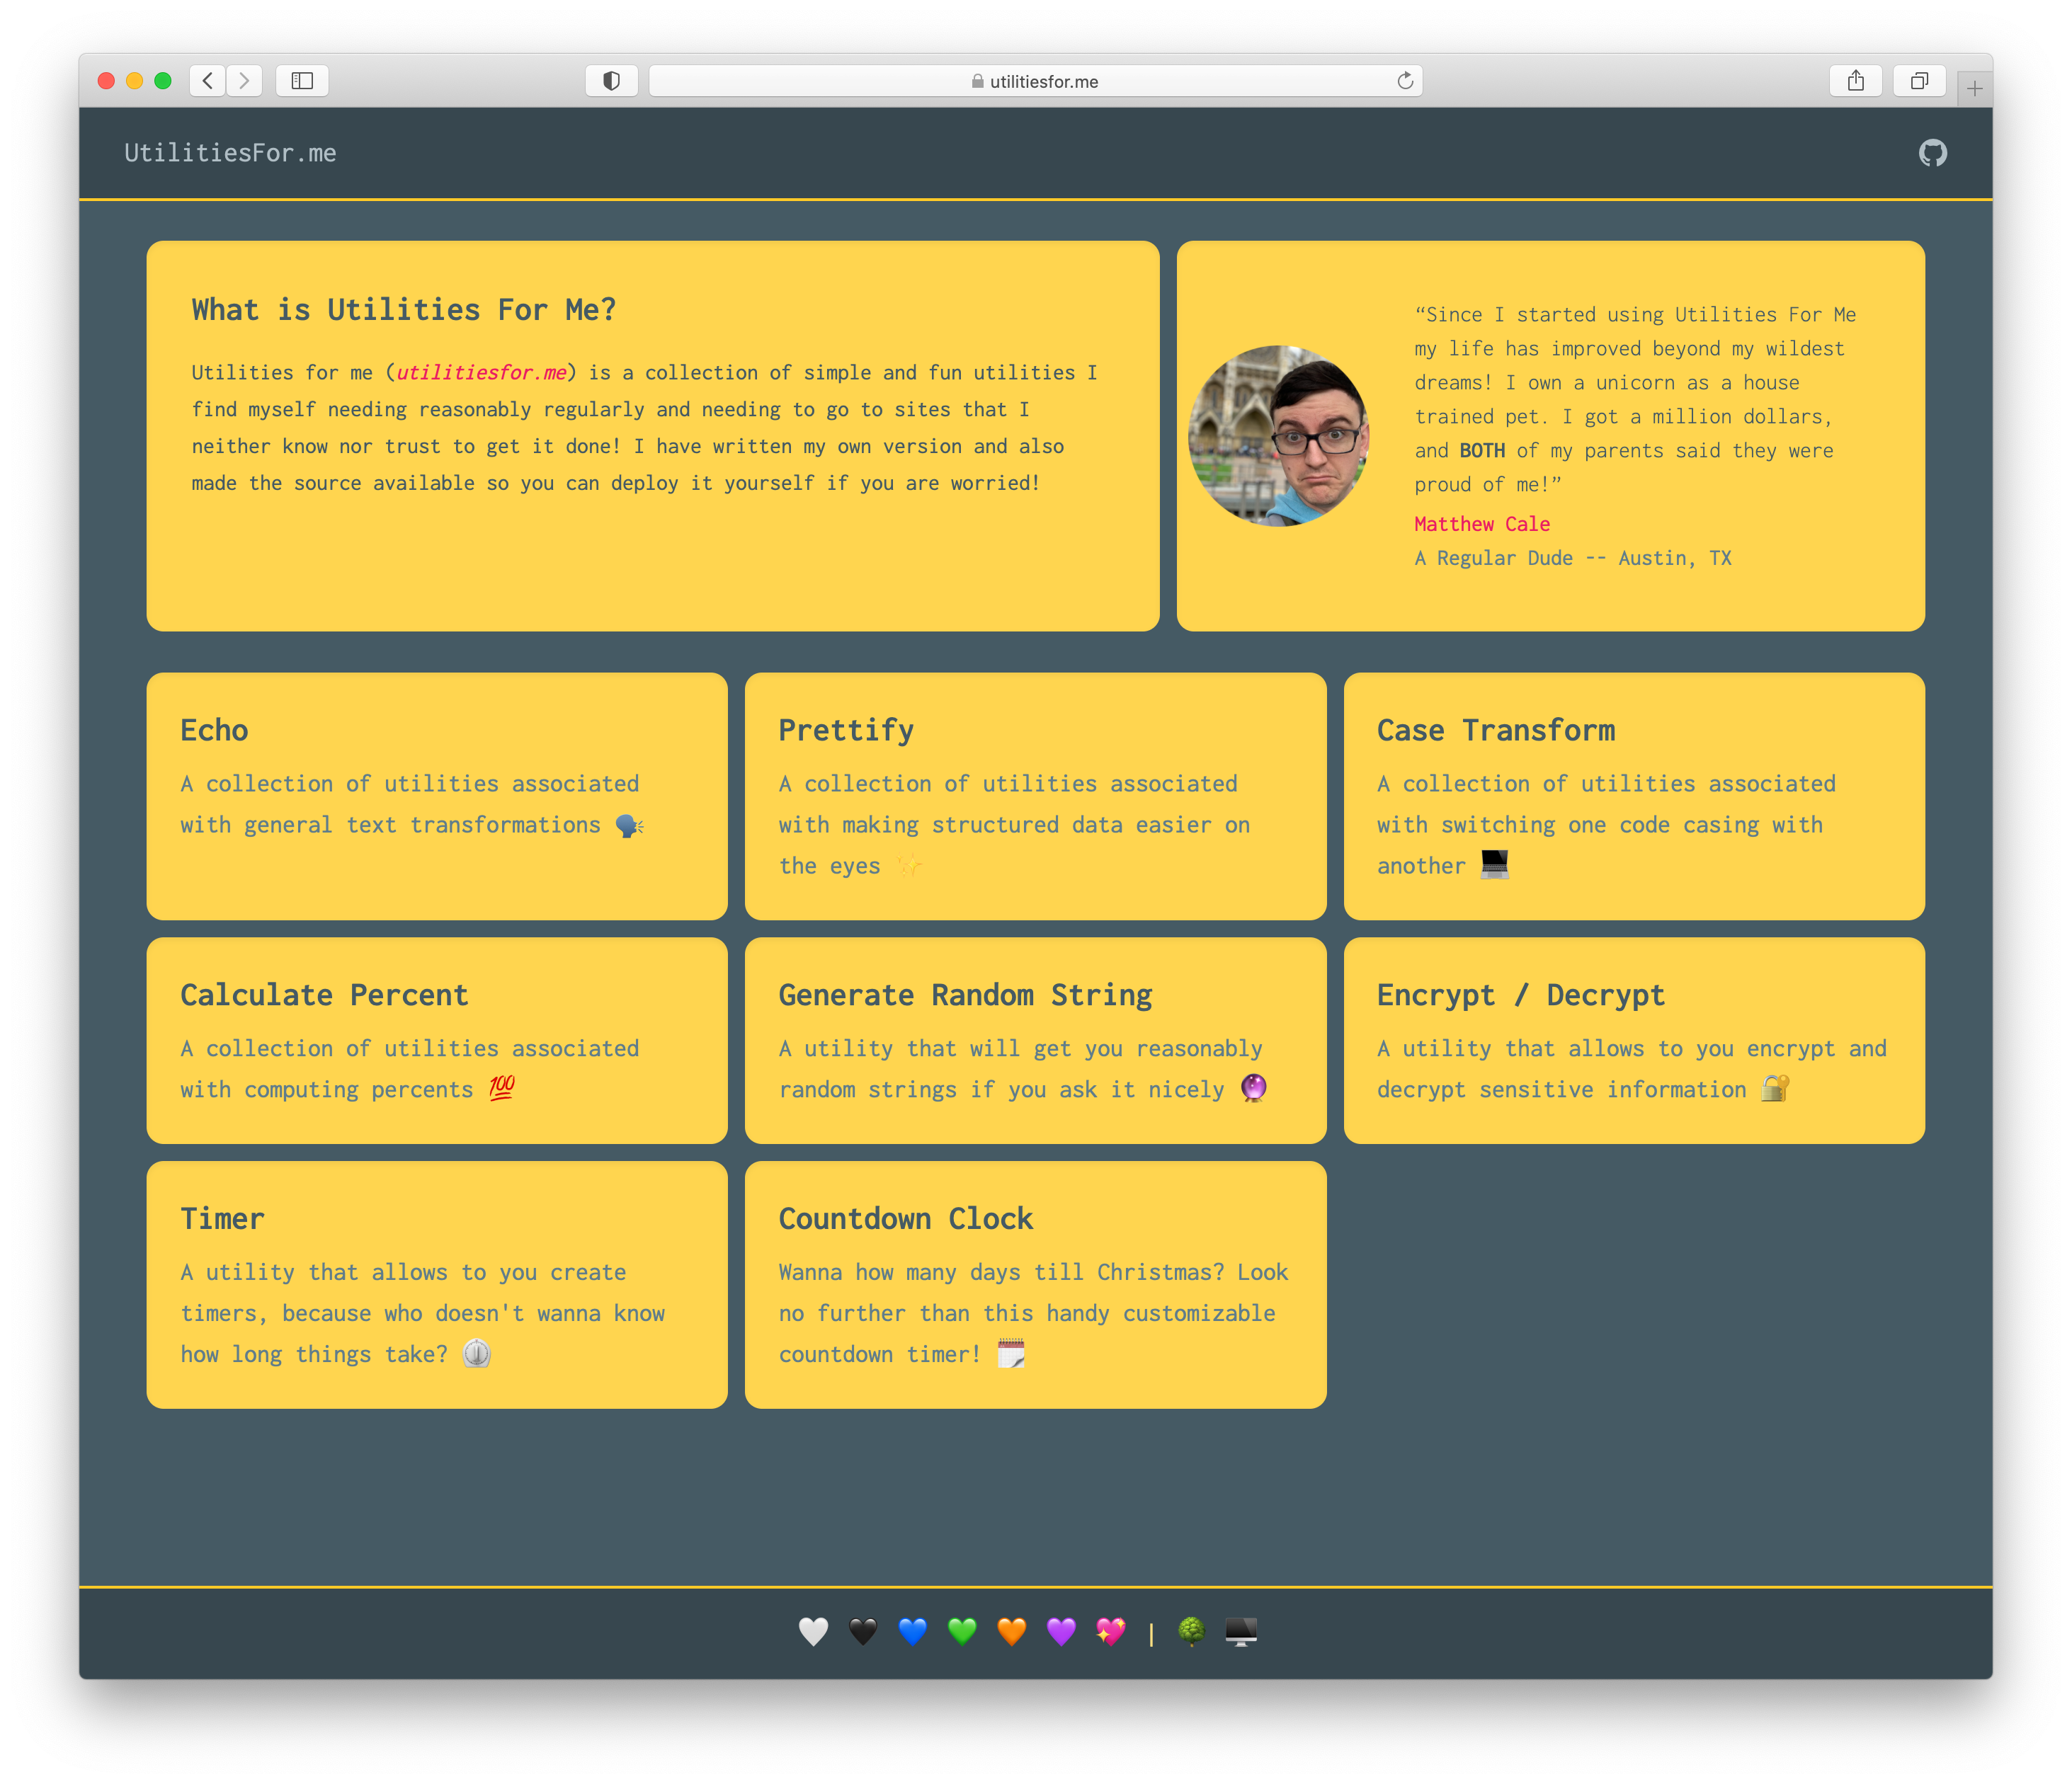 utilitiesfor.me
UtilitiesFor.me
What is Utilities For Me?
Utilities for me (utilitiesfor.me) is a collection of simple and fun utilities I
find myself needing reasonably regularly and needing to go to sites that I
neither know nor trust to get it done! I have written my own version and also
made the source available so you can deploy it yourself if you are worried!
“Since I started using Utilities For Me
my life has improved beyond my wildest
dreams! I own a unicorn as a house
trained pet. I got a million dollars,
and BOTH of my parents said they were
proud of me!”
Matthew Cale
A Regular Dude -- Austin, TX
Echo
A collection of utilities associated
with general text transformations 🗣
Prettify
A collection of utilities associated
with making structured data easier on
the eyes ✨
Case Transform
A collection of utilities associated
with switching one code casing with
another 💻
Calculate Percent
A collection of utilities associated
with computing percents 💯
Generate Random String
A utility that will get you reasonably
random strings if you ask it nicely 🔮
Encrypt / Decrypt
A utility that allows to you encrypt and
decrypt sensitive information 🔐
Timer
A utility that allows to you create
timers, because who doesn't wanna know
how long things take? ⏲
Countdown Clock
Wanna how many days till Christmas? Look
no further than this handy customizable
countdown timer! 🗓
🤍 🖤 💙 💚 🧡 💜 💖 | 🌳 🖥